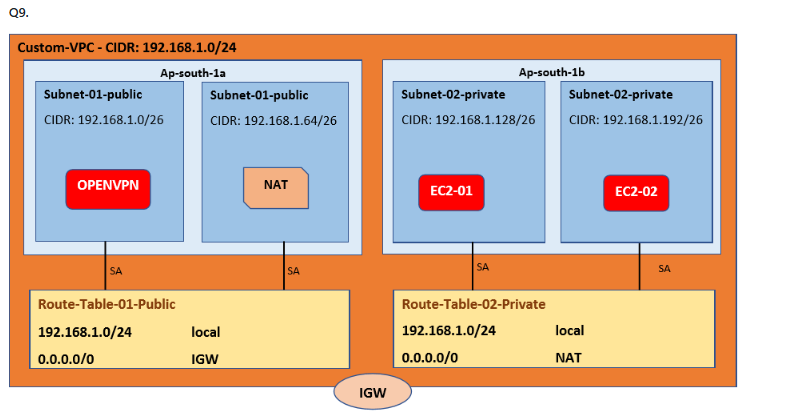 Q9.
Custom-VPC - CIDR: 192.168.1.0/24
Ap-south-1a
Subnet-01-public
CIDR: 192.168.1.0/26
OPENVPN
Subnet-01-public
CIDR: 192.168.1.64/26
NAT
Ap-south-1b
Subnet-02-private
CIDR: 192.168.1.128/26
EC2-01
Subnet-02-private
CIDR: 192.168.1.192/26
EC2-02
SA
SA
SA
SA
Route-Table-01-Public
192.168.1.0/24 local
0.0.0.0/0 IGW
Route-Table-02-Private
192.168.1.0/24 local
0.0.0.0/0 NAT
IGW